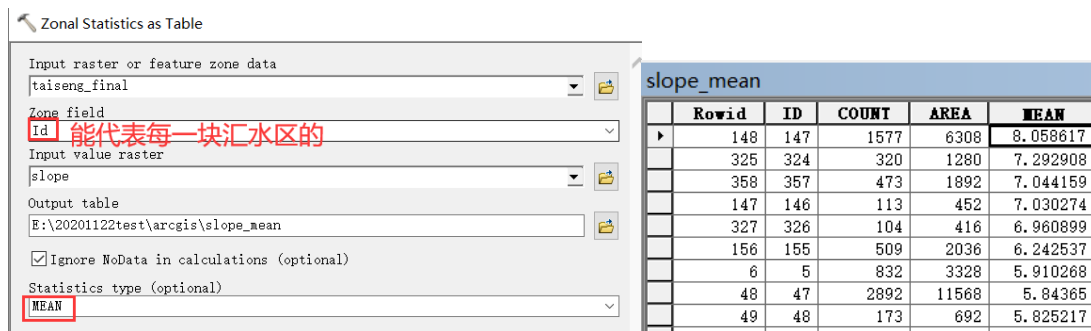 Zonal Statistics as Table
Input raster or feature zone data
taiseng_final
Zone field
Id 能代表每一块汇水区的
Input value raster
slope
Output table
E:\20201122test\arcgis\slope_mean
Ignore NoData in calculations (optional)
Statistics type (optional)
MEAN
slope_mean
Rowid ID COUNT AREA MEAN
148 147 1577 6308 8.058617
325 324 320 1280 7.292908
358 357 473 1892 7.044159
147 146 113 452 7.030274
327 326 104 416 6.960899
156 155 509 2036 6.242537
6 5 832 3328 5.910268
48 47 2892 11568 5.84365
49 48 173 692 5.825217